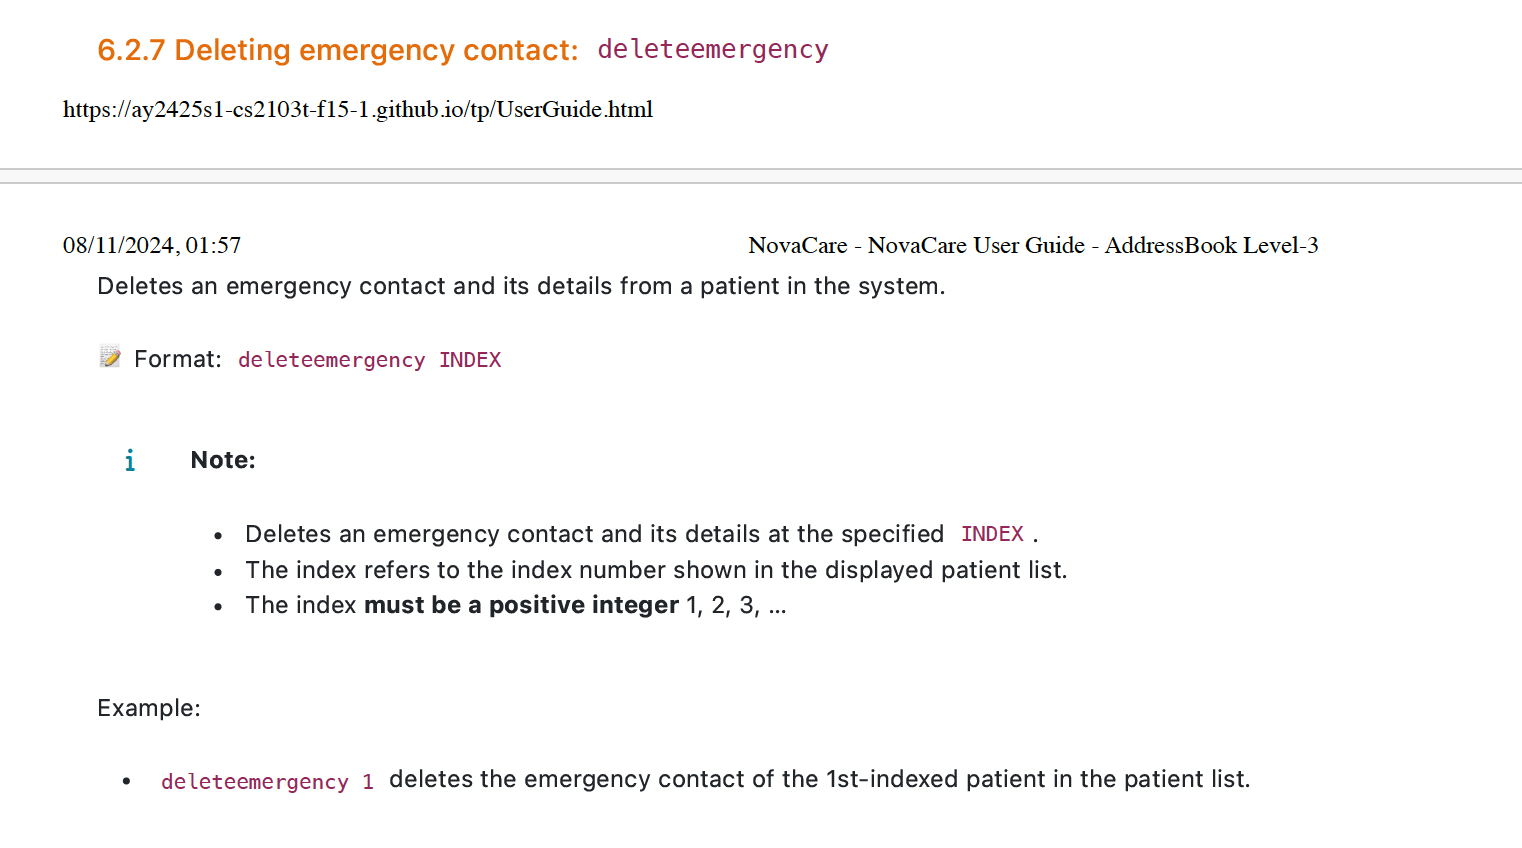 6.2.7 Deleting emergency contact: deleteemergency
https://ay2425s1-cs2103t-f15-1.github.io/tp/UserGuide.html
08/11/2024, 01:57 NovaCare - NovaCare User Guide - AddressBook Level-3
Deletes an emergency contact and its details from a patient in the system.
📝 Format: deleteemergency INDEX
i Note:
• Deletes an emergency contact and its details at the specified INDEX .
• The index refers to the index number shown in the displayed patient list.
• The index must be a positive integer 1, 2, 3, …
Example:
• deleteemergency 1 deletes the emergency contact of the 1st-indexed patient in the patient list.